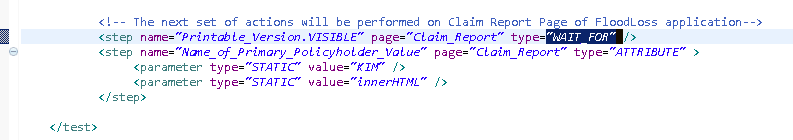 <!-- The next set of actions will be performed on Claim Report Page of FloodLoss application-->
<step name="Printable_Version.VISIBLE" page="Claim_Report" type="WAIT_FOR" />
<step name="Name_of_Primary_Policyholder_Value" page="Claim_Report" type="ATTRIBUTE" >
<parameter type="STATIC" value="KIM" />
<parameter type="STATIC" value="innerHTML" />
</step>
</test>